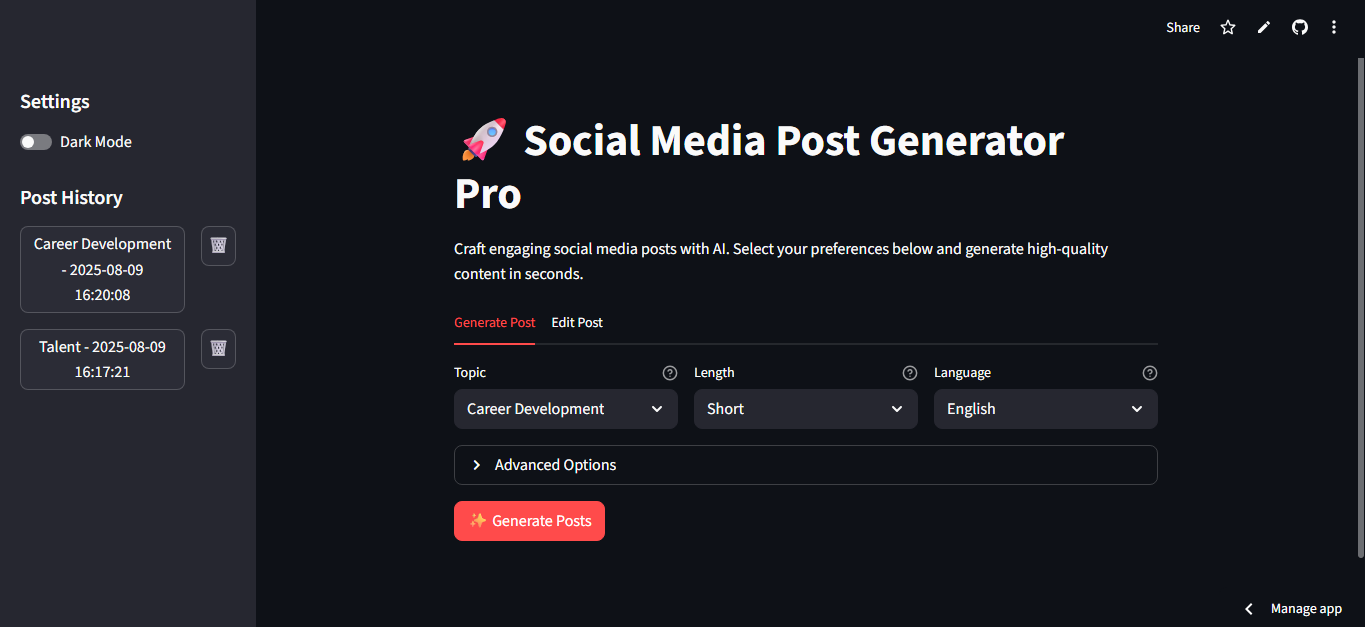 Share
Settings
Dark Mode
Post History
Career Development
- 2025-08-09
16:20:08
Talent - 2025-08-09
16:17:21
Social Media Post Generator
Pro
Craft engaging social media posts with AI. Select your preferences below and generate high-quality
content in seconds.
Generate Post
Edit Post
Topic
Length
Language
Career Development
Short
English
Advanced Options
Generate Posts
Manage app